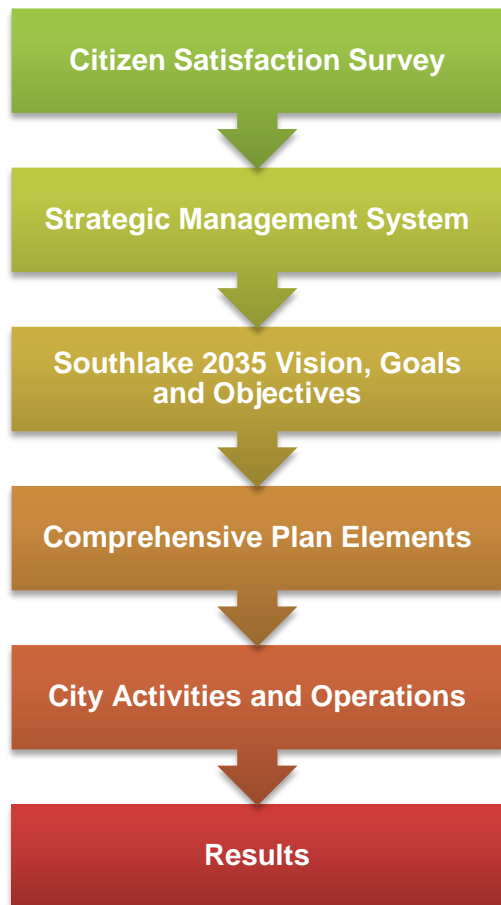 Citizen Satisfaction Survey
Strategic Management System
Southlake 2035 Vision, Goals
and Objectives
Comprehensive Plan Elements
City Activities and Operations
Results